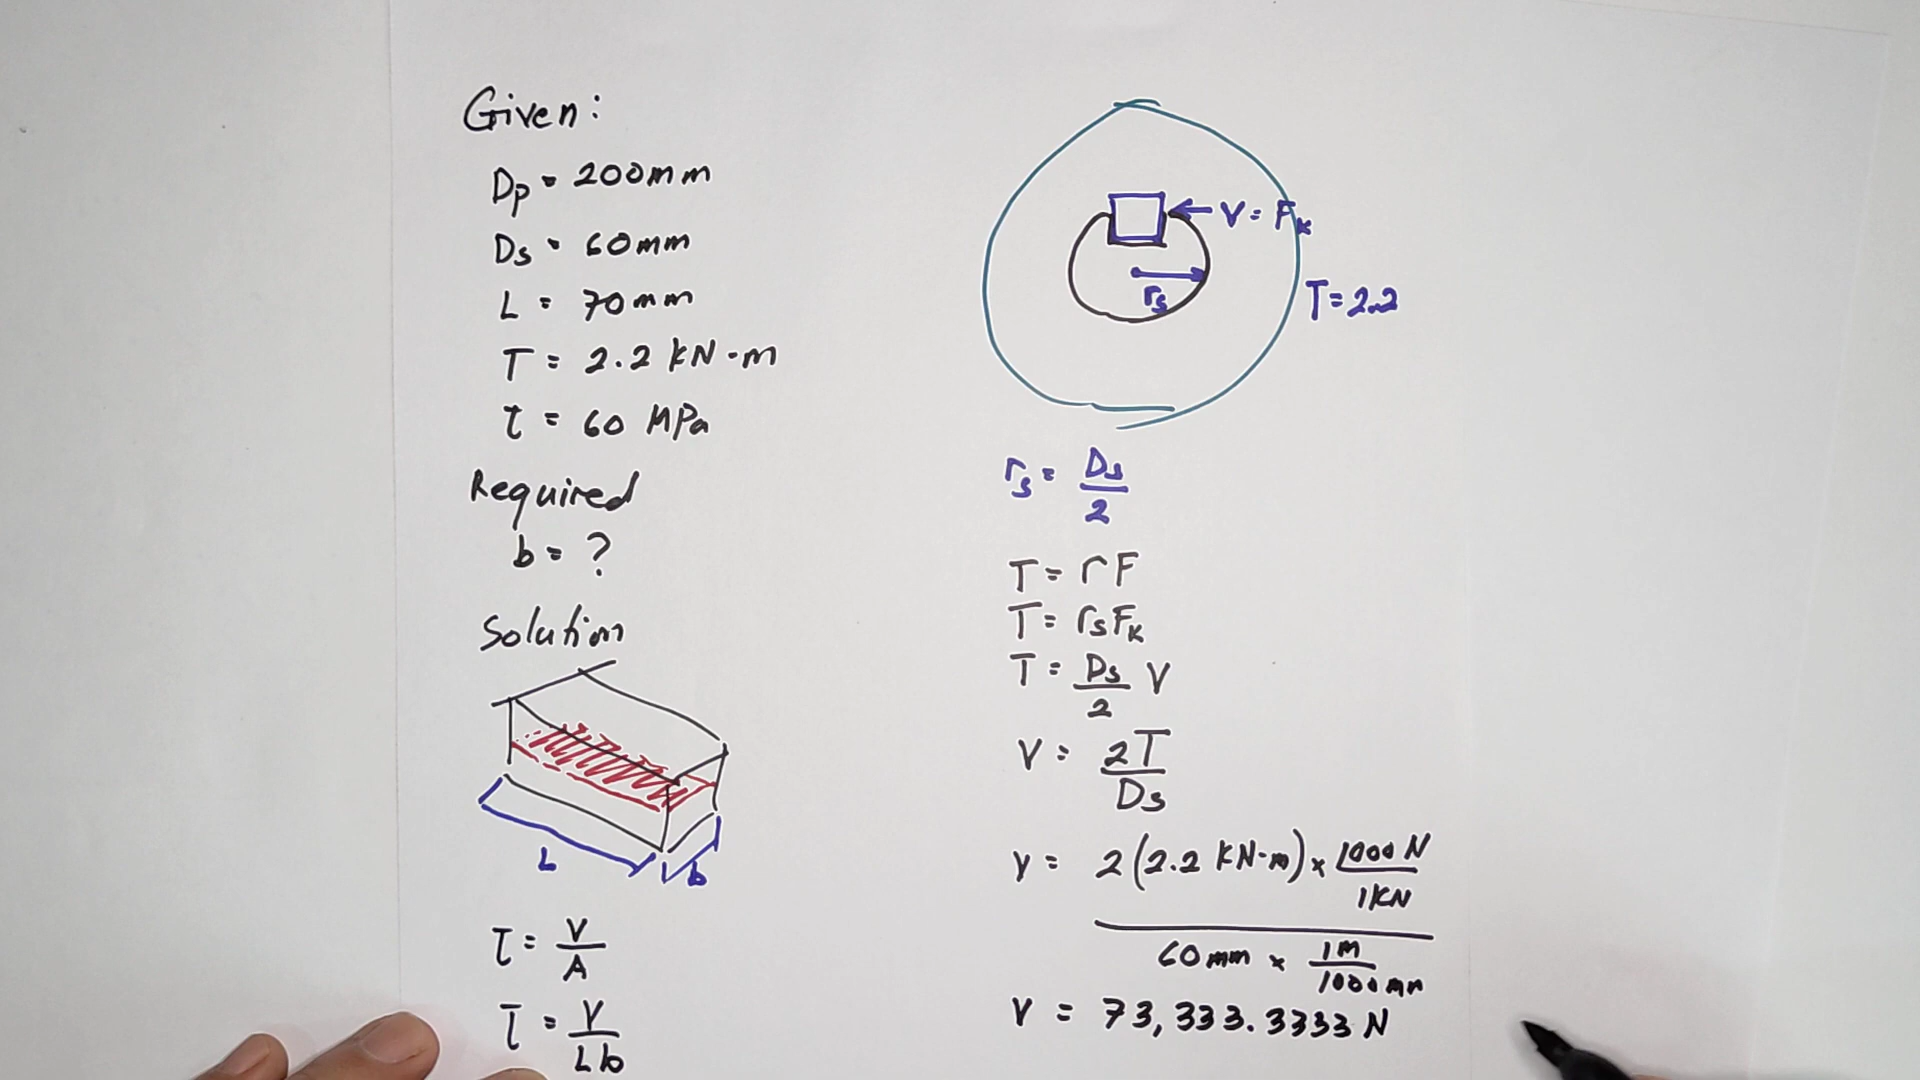 Given:
Dp = 200mm
Ds = 60mm
L = 70mm
T = 2.2 kN-m
τ = 60 MPa
Required
b = ?
Solution
L
b
τ = V/A
τ = V/Lb
V = Fk
rs
T = 2.2
rs = Ds/2
T = rF
T = rsFk
T = Ds/2 V
V = 2T/Ds
V = 2(2.2 kN-m) x 1000 N/1KN
60mm x 1m/1000mm
V = 73,333.3333 N